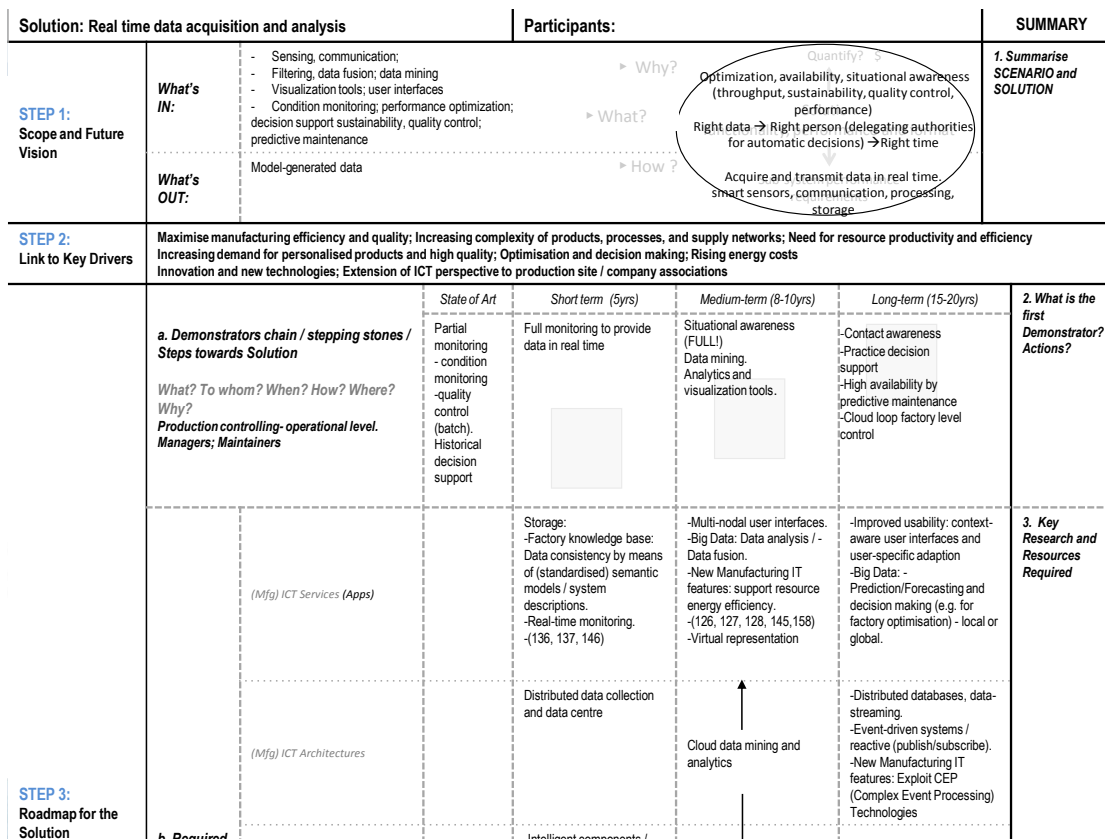 Solution: Real time data acquisition and analysis
Participants:
SUMMARY
STEP 1:
Scope and Future
Vision
What's
IN:
- Sensing, communication;
- Filtering, data fusion; data mining
- Visualization tools; user interfaces
- Condition monitoring; performance optimization;
decision support sustainability, quality control;
predictive maintenance
What's
OUT:
Model-generated data
▸ Why?
▸ What?
▸ How ?
Quantify? $
Optimization, availability, situational awareness
(throughput, sustainability, quality control,
performance)
Right data → Right person (delegating authorities
for automatic decisions) →Right time
Acquire and transmit data in real time.
smart sensors, communication, processing,
storage
1. Summarise
SCENARIO and
SOLUTION
STEP 2:
Link to Key Drivers
Maximise manufacturing efficiency and quality; Increasing complexity of products, processes, and supply networks; Need for resource productivity and efficiency
Increasing demand for personalised products and high quality; Optimisation and decision making; Rising energy costs
Innovation and new technologies; Extension of ICT perspective to production site / company associations
State of Art
Short term (5yrs)
Medium-term (8-10yrs)
Long-term (15-20yrs)
2. What is the
first
Demonstrator?
Actions?
a. Demonstrators chain / stepping stones /
Steps towards Solution
What? To whom? When? How? Where?
Why?
Production controlling- operational level.
Managers; Maintainers
Partial
monitoring
- condition
monitoring
-quality
control
(batch).
Historical
decision
support
Full monitoring to provide
data in real time
Situational awareness
(FULL!)
Data mining.
Analytics and
visualization tools.
-Contact awareness
-Practice decision
support
-High availability by
predictive maintenance
-Cloud loop factory level
control
STEP 3:
Roadmap for the
Solution
b. Required
(Mfg) ICT Services (Apps)
Storage:
-Factory knowledge base:
Data consistency by means
of (standardised) semantic
models / system
descriptions.
-Real-time monitoring.
-(136, 137, 146)
-Multi-nodal user interfaces.
-Big Data: Data analysis / -
Data fusion.
-New Manufacturing IT
features: support resource
energy efficiency.
-(126, 127, 128, 145,158)
-Virtual representation
-Improved usability: context-
aware user interfaces and
user-specific adaption
-Big Data: -
Prediction/Forecasting and
decision making (e.g. for
factory optimisation) - local or
global.
3. Key
Research and
Resources
Required
(Mfg) ICT Architectures
Distributed data collection
and data centre
Cloud data mining and
analytics
-Distributed databases, data-
streaming.
-Event-driven systems /
reactive (publish/subscribe).
-New Manufacturing IT
features: Exploit CEP
(Complex Event Processing)
Technologies
-Intelligent components /